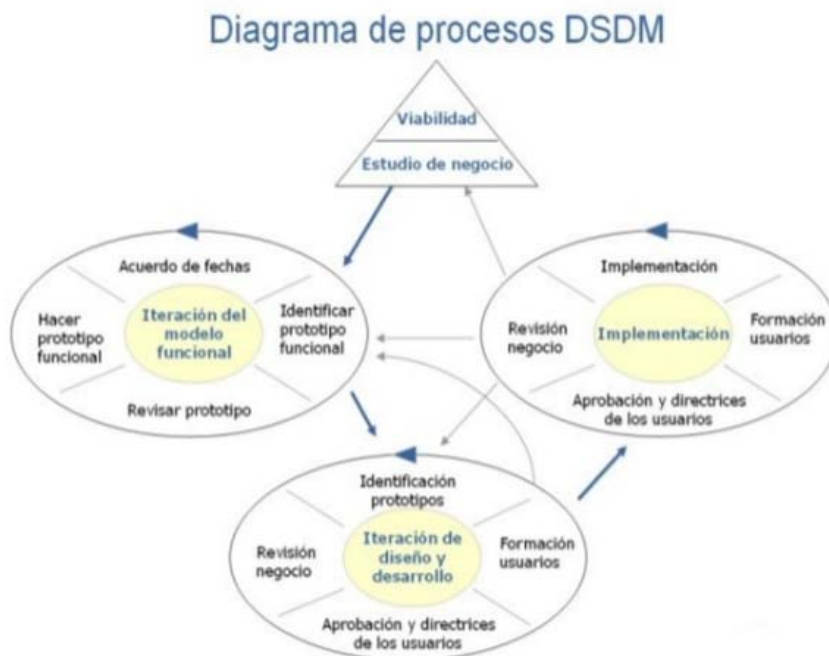 Diagrama de procesos DSDM
Viabilidad
Estudio de negocio
Acuerdo de fechas
Hacer
prototipo
funcional
Iteración del
modelo
funcional
Identificar
prototipo
funcional
Revisar prototipo
Implementación
Revisión
negocio
Implementación
Formación
usuarios
Aprobación y directrices
de los usuarios
Identificación
prototipos
Revisión
negocio
Iteración de
diseño y
desarrollo
Formación
usuarios
Aprobación y directrices
de los usuarios